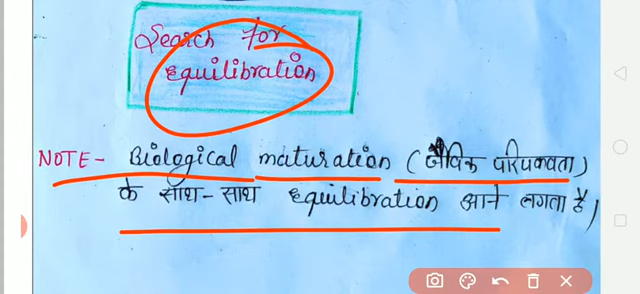 Search for
Equilibration
NOTE- Biological maturation (जैविक परिपक्वता)
के साथ-साथ Equilibration आने लगता है।